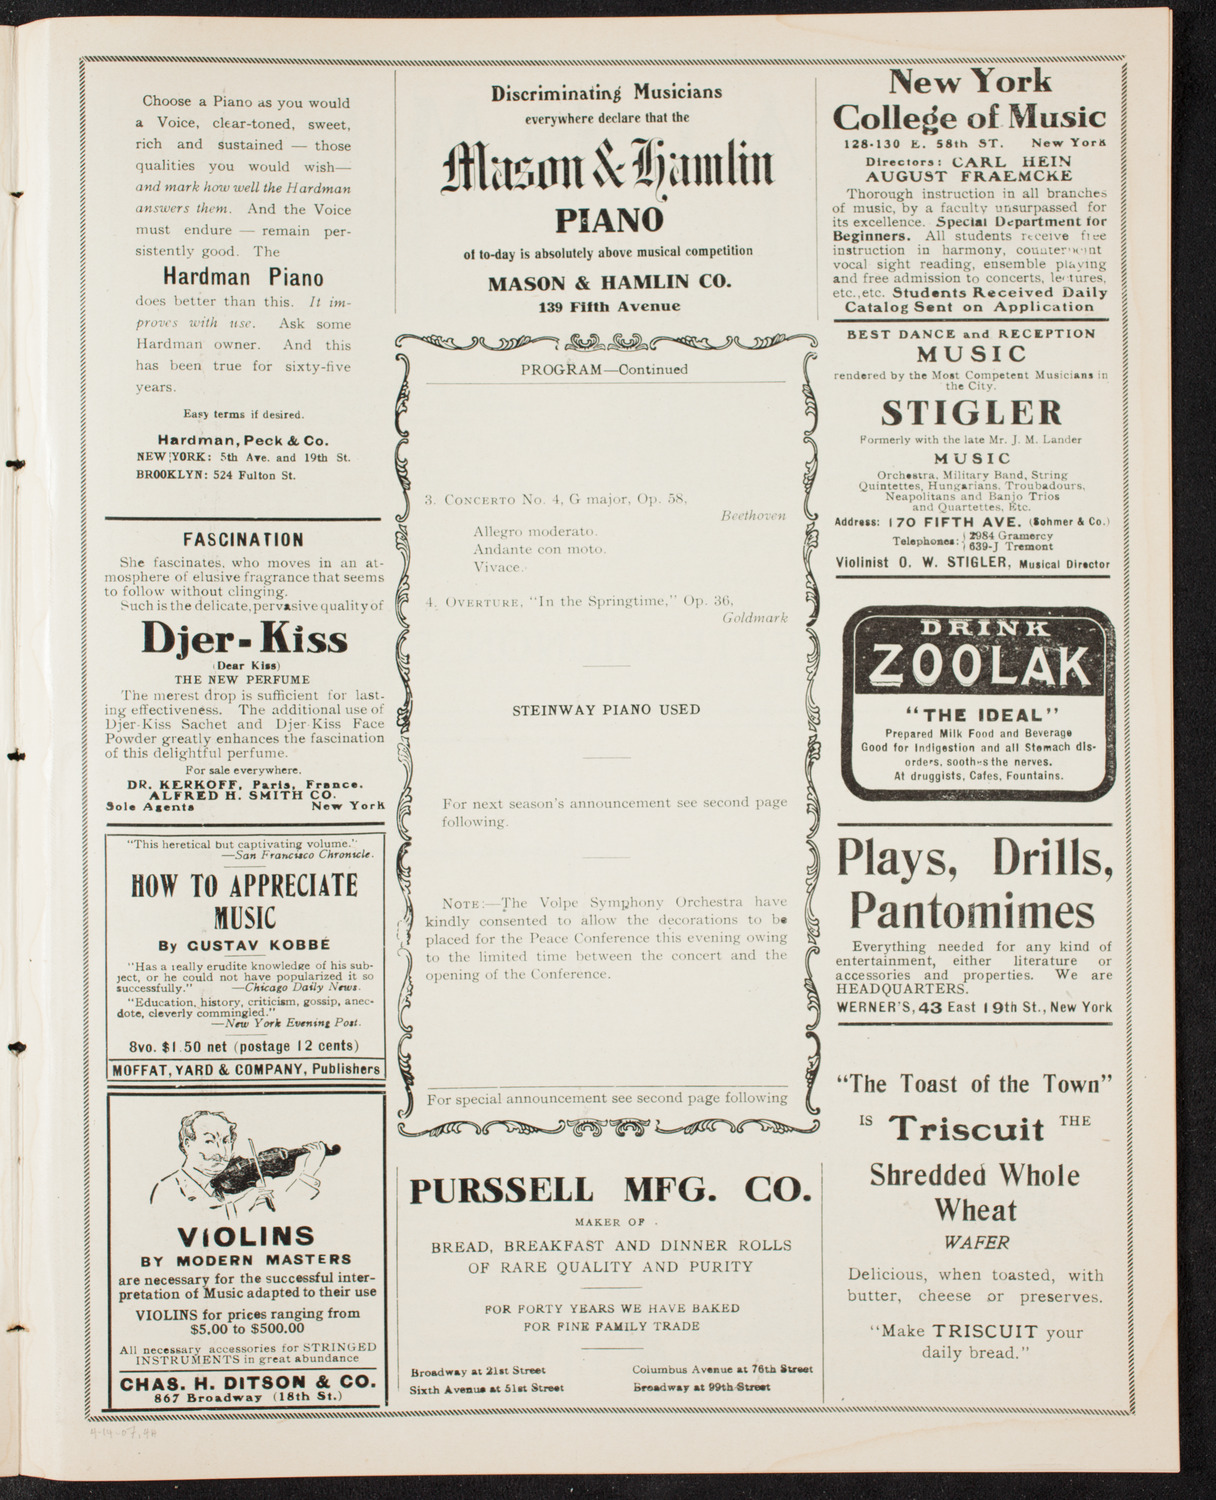 Choose a Piano as you would
a Voice, clear-toned, sweet,
rich and sustained — those
qualities you would wish—
and mark how well the Hardman
answers them. And the Voice
must endure — remain per-
sistently good. The
Hardman Piano
does better than this. It im-
proves with use. Ask some
Hardman owner. And this
has been true for sixty-five
years.
Easy terms if desired.
Hardman, Peck & Co.
NEW YORK: 5th Ave. and 19th St.
BROOKLYN: 524 Fulton St.
FASCINATION
She fascinates, who moves in an at-
mosphere of elusive fragrance that seems
to follow without clinging.
Such is the delicate, pervasive quality of
Djer-Kiss
(Dear Kiss)
THE NEW PERFUME
The merest drop is sufficient for last-
ing effectiveness. The additional use of
Djer-Kiss Sachet and Djer-Kiss Face
Powder greatly enhances the fascination
of this delightful perfume.
For sale everywhere.
DR. KERKOFF, Paris, France.
ALFRED H. SMITH CO.
Sole Agents New York
"This heretical but captivating volume."
—San Francisco Chronicle.
HOW TO APPRECIATE
MUSIC
By GUSTAV KOBBÉ
"Has a really erudite knowledge of his sub-
ject, or he could not have popularized it so
successfully." —Chicago Daily News.
"Education, history, criticism, gossip, anec-
dote, cleverly commingled."
—New York Evening Post.
8vo. $1.50 net (postage 12 cents)
MOFFAT, YARD & COMPANY, Publishers
VIOLINS
BY MODERN MASTERS
are necessary for the successful inter-
pretation of Music adapted to their use
VIOLINS for prices ranging from
$5.00 to $500.00
All necessary accessories for STRINGED
INSTRUMENTS in great abundance
CHAS. H. DITSON & CO.
867 Broadway (18th St.)
4-14-07, 9A
Discriminating Musicians
everywhere declare that the
Mason & Hamlin
PIANO
of to-day is absolutely above musical competition
MASON & HAMLIN CO.
139 Fifth Avenue
PROGRAM—Continued
3. CONCERTO No. 4, G major, Op. 58,
Beethoven
Allegro moderato.
Andante con moto.
Vivace.
4. OVERTURE, "In the Springtime," Op. 36,
Goldmark
STEINWAY PIANO USED
For next season's announcement see second page
following.
NOTE:—The Volpe Symphony Orchestra have
kindly consented to allow the decorations to be
placed for the Peace Conference this evening owing
to the limited time between the concert and the
opening of the Conference.
For special announcement see second page following
PURSSELL MFG. CO.
MAKER OF
BREAD, BREAKFAST AND DINNER ROLLS
OF RARE QUALITY AND PURITY
FOR FORTY YEARS WE HAVE BAKED
FOR FINE FAMILY TRADE
Broadway at 21st Street Columbus Avenue at 76th Street
Sixth Avenue at 51st Street Broadway at 99th Street
New York
College of Music
128-130 E. 58th ST. New York
Directors: CARL HEIN
AUGUST FRAEMCKE
Thorough instruction in all branches
of music, by a faculty unsurpassed for
its excellence. Special Department for
Beginners. All students receive free
instruction in harmony, counterpoint
vocal sight reading, ensemble playing
and free admission to concerts, lectures,
etc., etc. Students Received Daily
Catalog Sent on Application
BEST DANCE and RECEPTION
MUSIC
rendered by the Most Competent Musicians in
the City.
STIGLER
Formerly with the late Mr. J. M. Lander
MUSIC
Orchestra, Military Band, String
Quintettes, Hungarians, Troubadours,
Neapolitans and Banjo Trios
and Quartettes, Etc.
Address: 170 FIFTH AVE. (Sohmer & Co.)
Telephones: { 2984 Gramercy
639-J Tremont
Violinist O. W. STIGLER, Musical Director
DRINK
ZOOLAK
"THE IDEAL"
Prepared Milk Food and Beverage
Good for Indigestion and all Stomach dis-
orders, soothes the nerves.
At druggists, Cafes, Fountains.
Plays, Drills,
Pantomimes
Everything needed for any kind of
entertainment, either literature or
accessories and properties. We are
HEADQUARTERS.
WERNER'S, 43 East 19th St., New York
"The Toast of the Town"
IS Triscuit THE
Shredded Whole
Wheat
WAFER
Delicious, when toasted, with
butter, cheese or preserves.
"Make TRISCUIT your
daily bread."